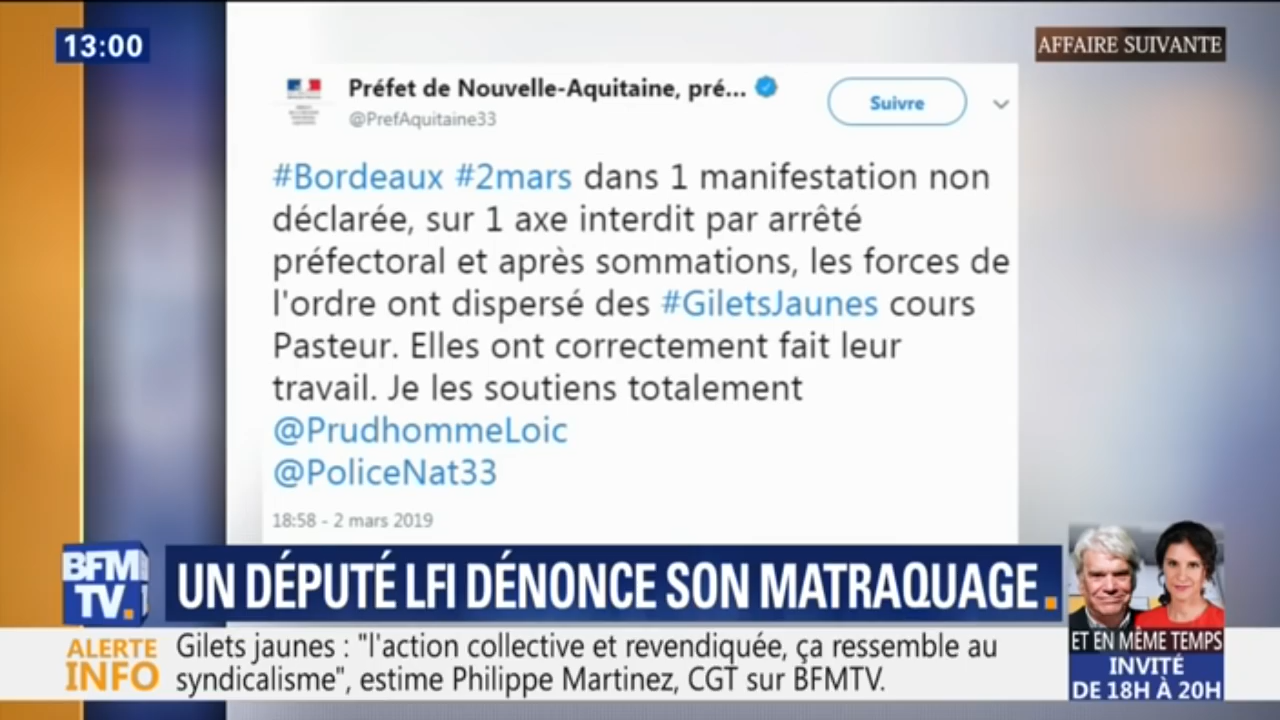 13:00
AFFAIRE SUIVANTE
Préfet de Nouvelle-Aquitaine, pré...
@PrefAquitaine33
Suivre
#Bordeaux #2mars dans 1 manifestation non
déclarée, sur 1 axe interdit par arrêté
préfectoral et après sommations, les forces de
l'ordre ont dispersé des #GiletsJaunes cours
Pasteur. Elles ont correctement fait leur
travail. Je les soutiens totalement
@PrudhommeLoic
@PoliceNat33
18:58 - 2 mars 2019
BFM
TV.
UN DÉPUTÉ LFI DÉNONCE SON MATRAQUAGE.
ALERTE
INFO
Gilets jaunes : "l'action collective et revendiquée, ça ressemble au
syndicalisme", estime Philippe Martinez, CGT sur BFMTV.
ET EN MÊME TEMPS
INVITÉ
DE 18H À 20H